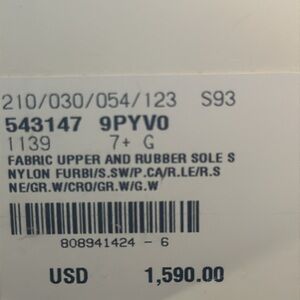 210/030/054/123 S93
543147 9PYV0
1139 7+ G
FABRIC UPPER AND RUBBER SOLE S
NYLON FURBI/S.SW/P.CA/R.LE/R.S
NE/GR.W/CRO/GR.W/G.W
808941424 - 6
USD 1,590.00